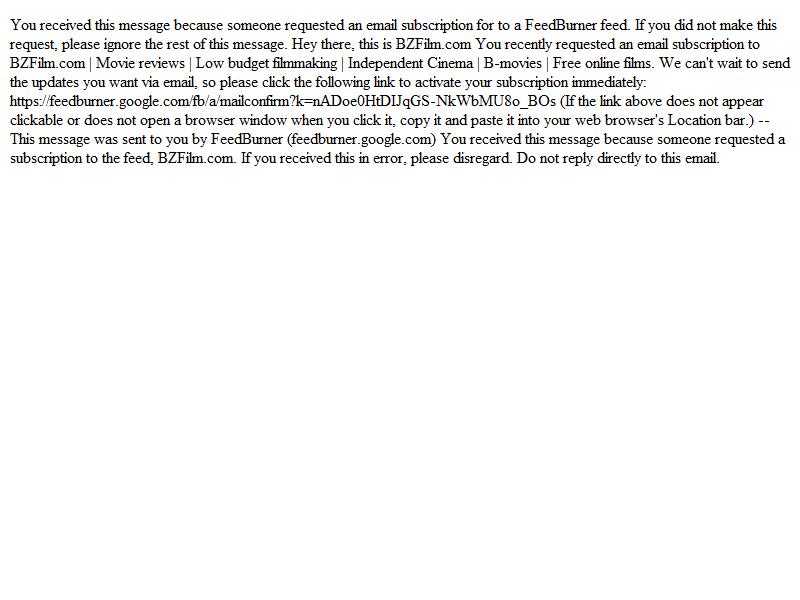 You received this message because someone requested an email subscription for to a FeedBurner feed. If you did not make this
request, please ignore the rest of this message. Hey there, this is BZFilm.com You recently requested an email subscription to
BZFilm.com | Movie reviews | Low budget filmmaking | Independent Cinema | B-movies | Free online films. We can't wait to send
the updates you want via email, so please click the following link to activate your subscription immediately:
https://feedburner.google.com/fb/a/mailconfirm?k=nADoe0HtDIJqGS-NkWbMU8o_BOs (If the link above does not appear
clickable or does not open a browser window when you click it, copy it and paste it into your web browser's Location bar.) --
This message was sent to you by FeedBurner (feedburner.google.com) You received this message because someone requested a
subscription to the feed, BZFilm.com. If you received this in error, please disregard. Do not reply directly to this email.